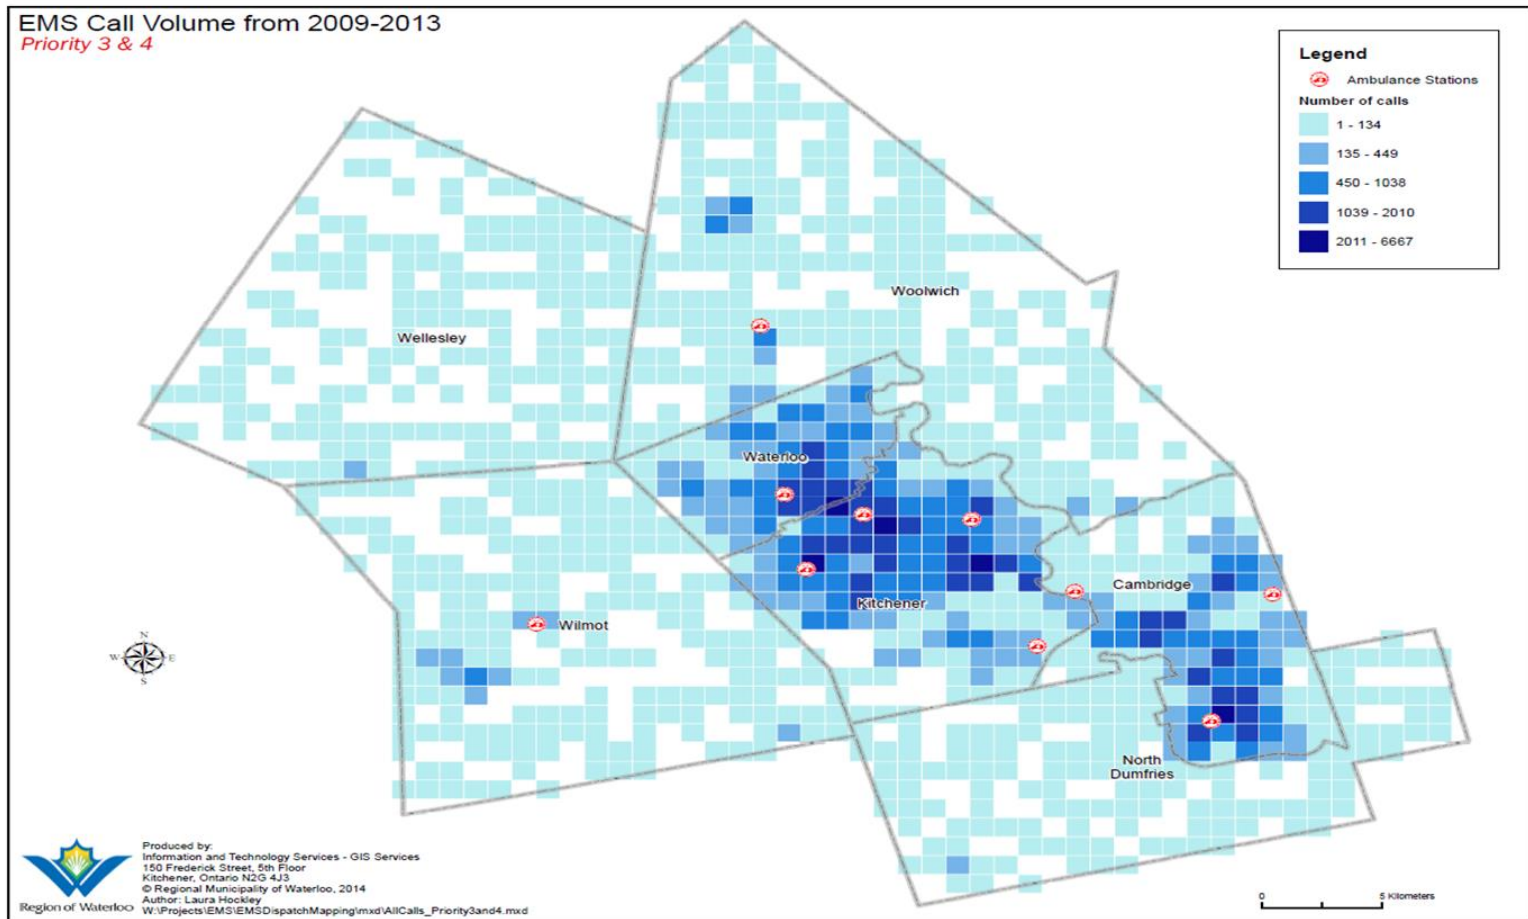 EMS Call Volume from 2009-2013
Priority 3 & 4
Legend
Ambulance Stations
Number of calls
1 - 134
135 - 449
450 - 1038
1039 - 2010
2011 - 6667
Woolwich
Wellesley
Waterloo
Cambridge
Kitchener
Wilmot
North
Dumfries
N
W E
S
Region of Waterloo
Produced by:
Information and Technology Services - GIS Services
150 Frederick Street, 5th Floor
Kitchener, Ontario N2G 4J3
© Regional Municipality of Waterloo, 2014
Author: Laura Hockley
W:\Projects\EMS\EMSDispatchMapping\mxd\AllCalls_Priority3and4.mxd
0 5 Kilometers